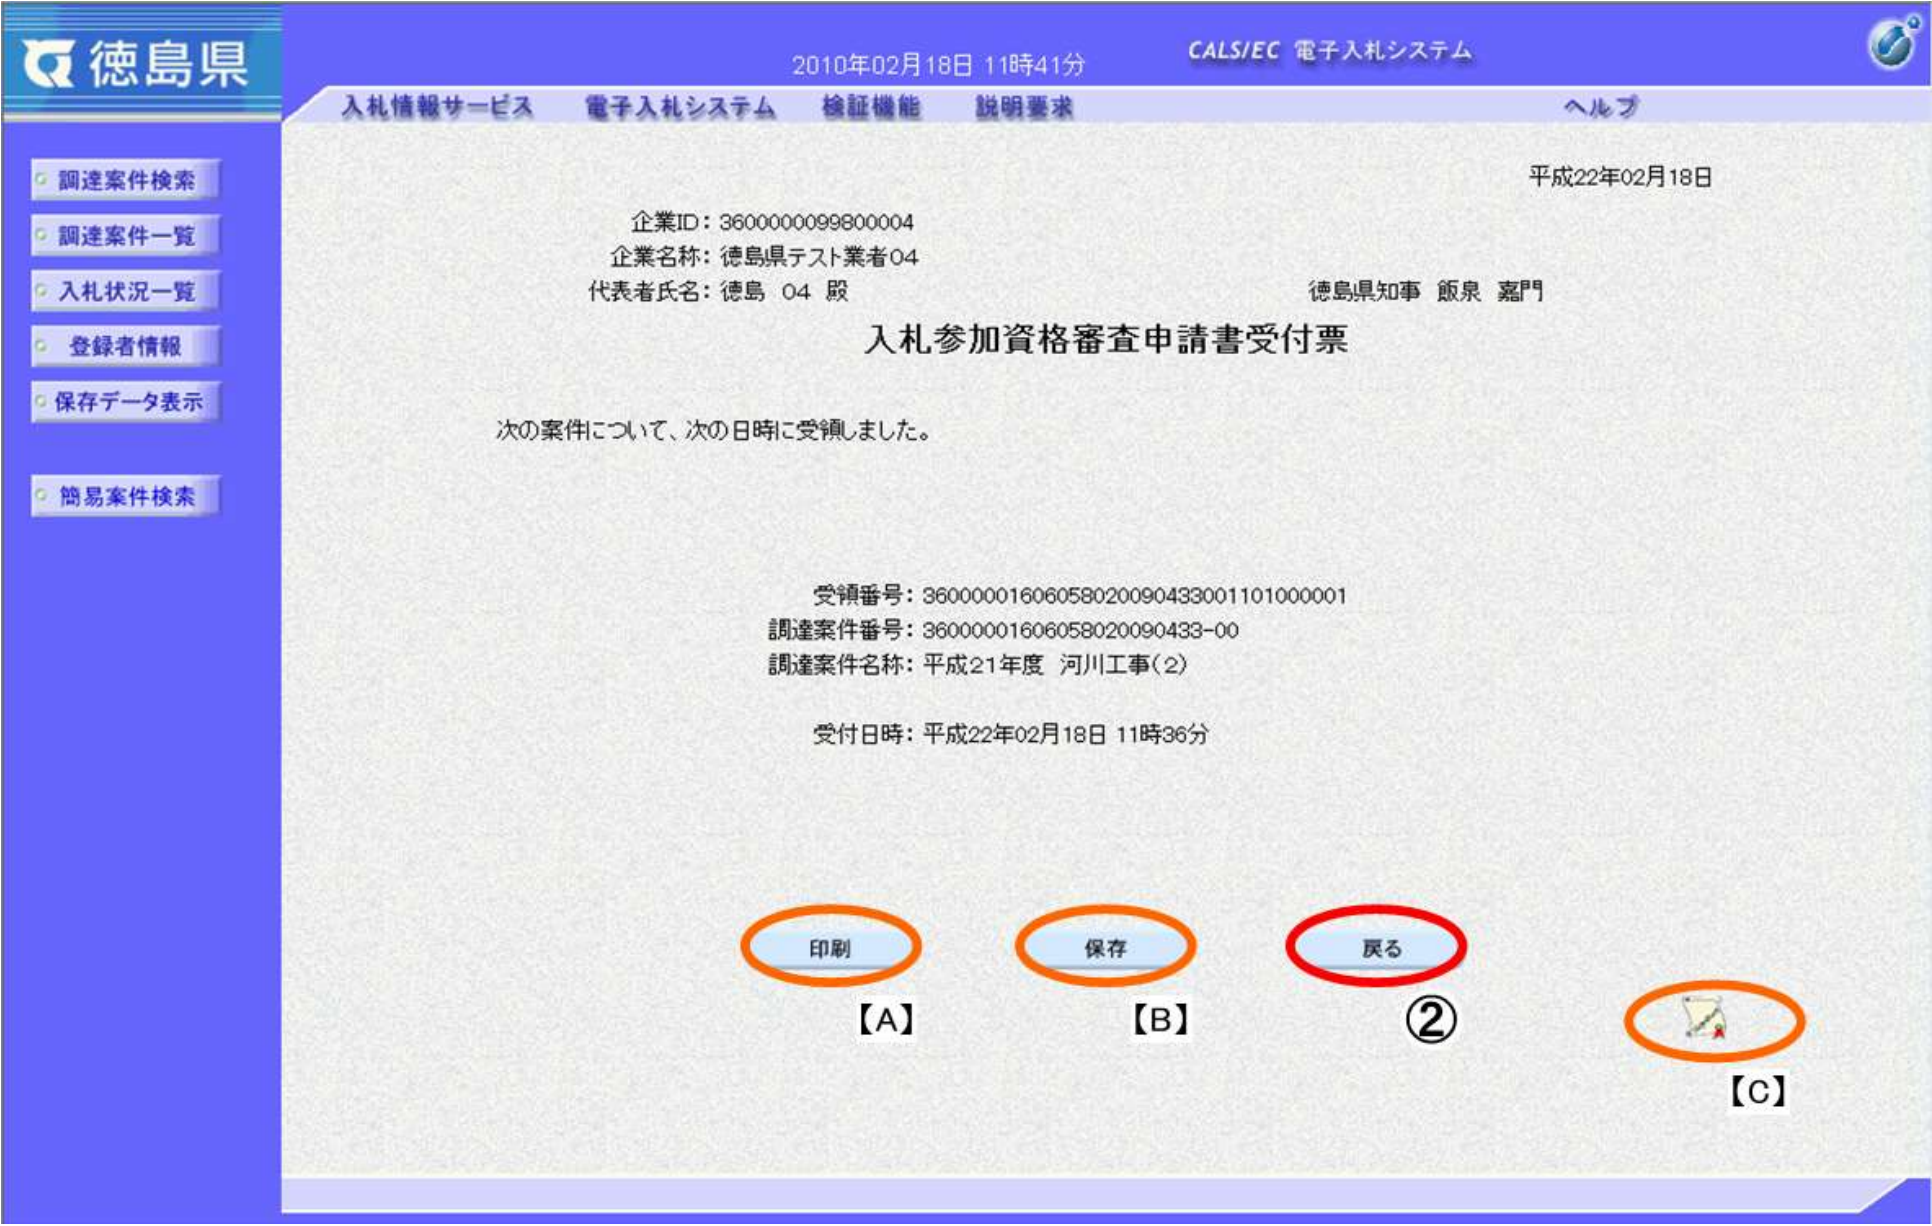 徳島県
2010年02月18日 11時41分
CALS/EC 電子入札システム
入札情報サービス 電子入札システム 検証機能 説明要求 ヘルプ
調達案件検索
調達案件一覧
入札状況一覧
登録者情報
保存データ表示
簡易案件検索
平成22年02月18日
企業ID：3600000099800004
企業名称：徳島県テスト業者04
代表者氏名：徳島 04 殿
徳島県知事 飯泉 嘉門
入札参加資格審査申請書受付票
次の案件について、次の日時に受領しました。
受領番号：36000001606058020090433001101000001
調達案件番号：36000001606058020090433-00
調達案件名称：平成21年度 河川工事（2）
受付日時：平成22年02月18日 11時36分
印刷 保存 戻る
【A】 【B】 ②
【C】